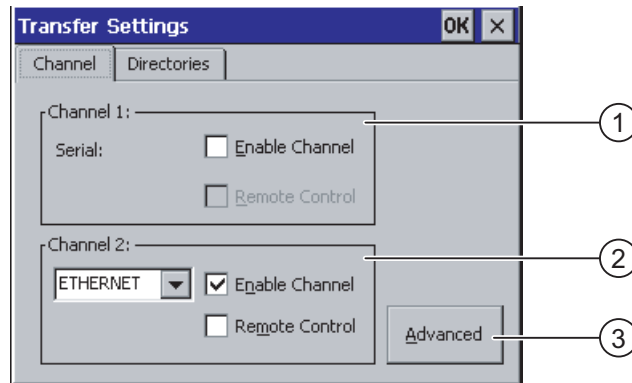 Transfer Settings OK ×
Channel Directories
Channel 1:
Serial: Enable Channel
Remote Control
Channel 2:
ETHERNET Enable Channel
Remote Control
Advanced
1
2
3